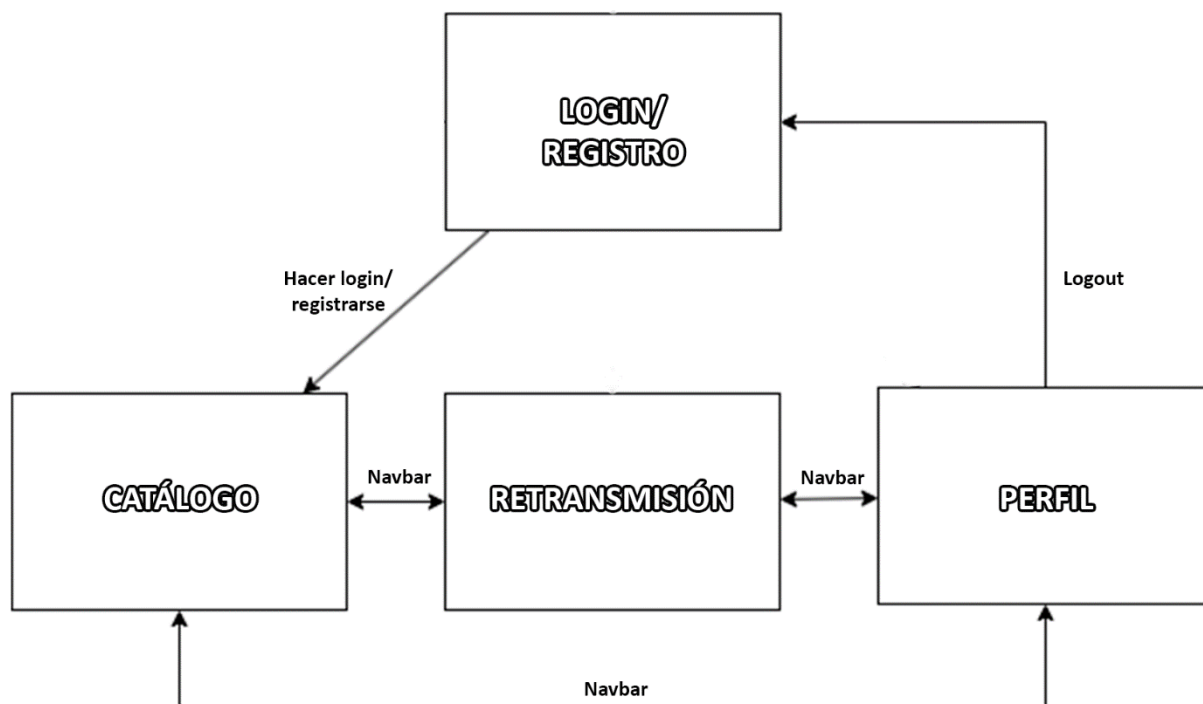 LOGIN/
REGISTRO
Hacer login/
registrarse
Logout
CATÁLOGO
Navbar
RETRANSMISIÓN
Navbar
PERFIL
Navbar